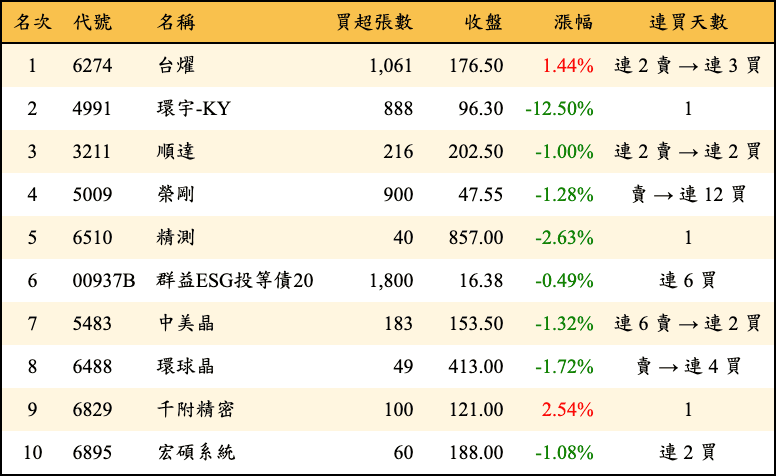 名次 代號 名稱 買超張數 收盤 漲幅 連買天數
1 6274 台燿 1,061 176.50 1.44% 連 2 賣 → 連 3 買
2 4991 環宇-KY 888 96.30 -12.50% 1
3 3211 順達 216 202.50 -1.00% 連 2 賣 → 連 2 買
4 5009 榮剛 900 47.55 -1.28% 賣 → 連 12 買
5 6510 精測 40 857.00 -2.63% 1
6 00937B 群益ESG投等債20 1,800 16.38 -0.49% 連 6 買
7 5483 中美晶 183 153.50 -1.32% 連 6 賣 → 連 2 買
8 6488 環球晶 49 413.00 -1.72% 賣 → 連 4 買
9 6829 千附精密 100 121.00 2.54% 1
10 6895 宏碩系統 60 188.00 -1.08% 連 2 買